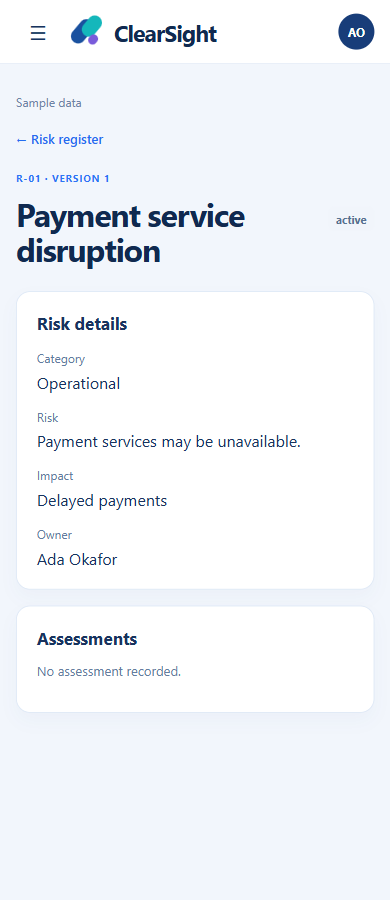 ☰ ClearSight AO
Sample data
← Risk register
R-01 · VERSION 1
Payment service
disruption
active
Risk details
Category
Operational
Risk
Payment services may be unavailable.
Impact
Delayed payments
Owner
Ada Okafor
Assessments
No assessment recorded.